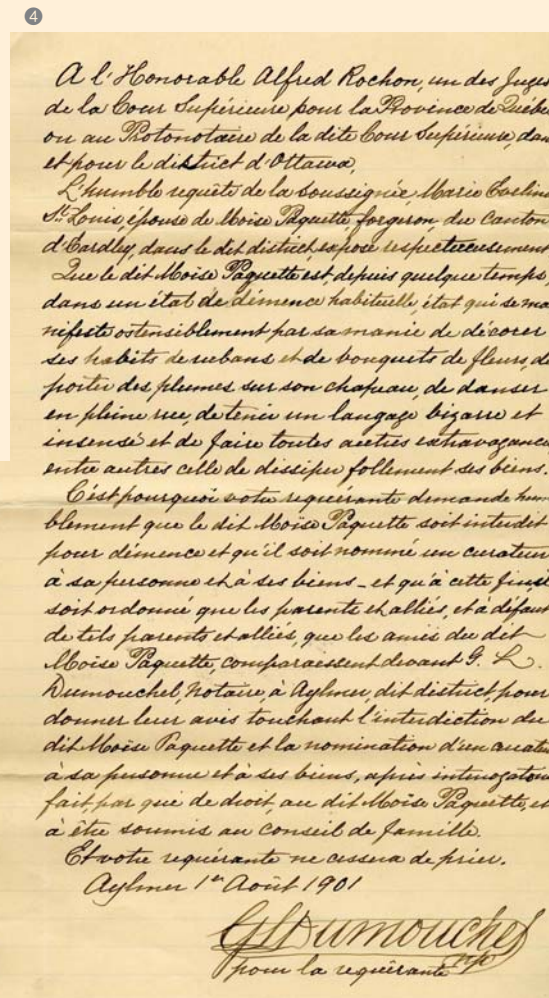 4
A l'Honorable Alfred Rochon, un des Juges
de la Cour Supérieure pour la Province de Québe
ou au Protonotaire de la dite Cour Supérieure, dan
et pour le district d'Ottawa,
L'humble requête de la soussignée, Marie Eveline
St. Louis, épouse de Moïse Paquette, forgeron, du Canton
d'Eardley, dans le dit district, expose respectueusement
Que le dit Moïse Paquette est, depuis quelque temps,
dans un état de démence habituelle, état qui se ma
nifeste ostensiblement par sa manie de décorer
ses habits de rubans et de bouquets de fleurs, de
porter des plumes sur son chapeau, de danser
en pleine rue, de tenir un langage bizarre et
insensé et de faire toutes autres extravagance
entre autres celle de dissiper follement ses biens.
C'est pourquoi votre requérante demande hum
blement que le dit Moïse Paquette soit interdit
pour démence et qu'il soit nommé un curateur
à sa personne et à ses biens - et qu'à cette fin, il
soit ordonné que les parents et alliés, et à défaut
de tels parents et alliés, que les amis du dit
Moïse Paquette, comparaessent devant G. L.
Dumouchel, Notaire, à Aylmer, dit district, pour
donner leur avis touchant l'interdiction du
dit Moïse Paquette et la nomination d'un curateu
à sa personne et à ses biens, après interrogatoire
fait par qui de droit, au dit Moïse Paquette, et
à être soumis au conseil de famille.
Et votre requérante ne cessera de prier.
Aylmer 1er Août 1901
G L Dumouchel
np
pour la requérante